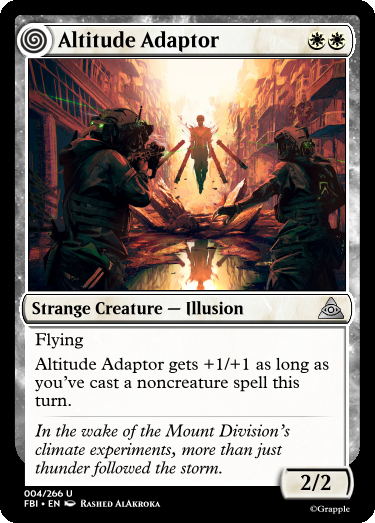 Altitude Adaptor
Strange Creature — Illusion
Flying
Altitude Adaptor gets +1/+1 as long as
you've cast a noncreature spell this
turn.
In the wake of the Mount Division's
climate experiments, more than just
thunder followed the storm.
2/2
004/266 U
FBI • EN Rashed AlAkroka
©Grapple